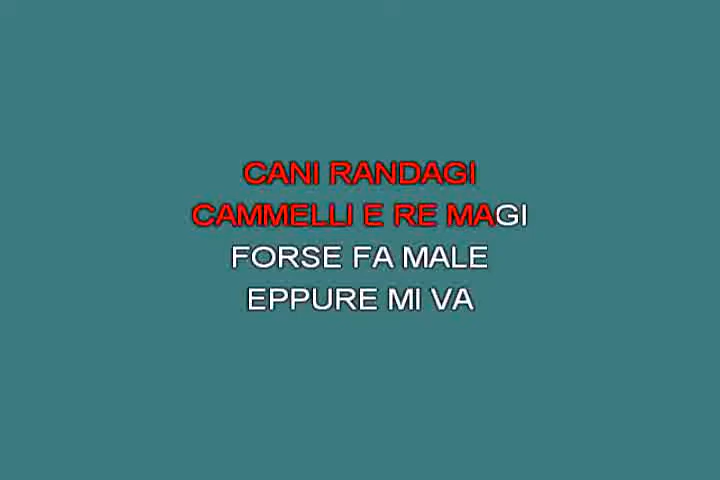 CANI RANDAGI
CAMMELLI E RE MAGI
FORSE FA MALE
EPPURE MI VA